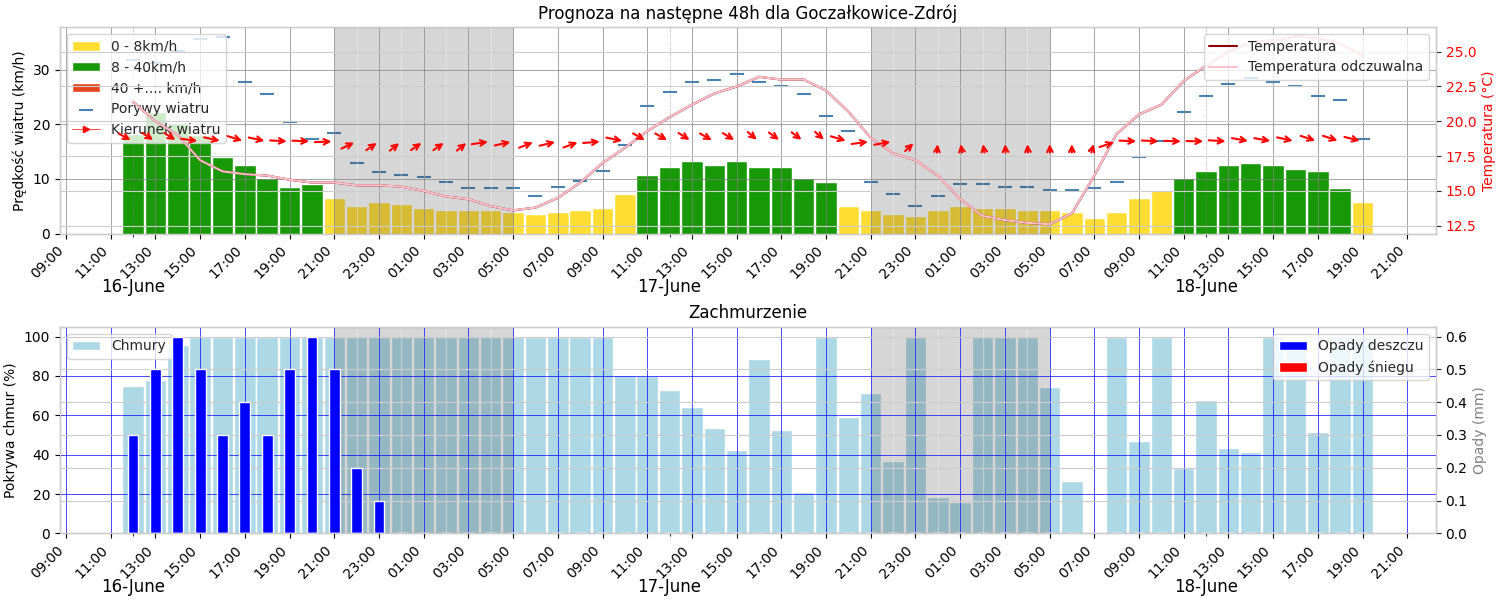 Prognoza na następne 48h dla Goczałkowice-Zdrój
Prędkość wiatru (km/h)
30
20
10
0
0 - 8km/h
8 - 40km/h
40 +.... km/h
Porywy wiatru
Kierunek wiatru
Temperatura
Temperatura odczuwalna
25.0
22.5
20.0
17.5
15.0
12.5
Temperatura (°C)
09:00 11:00 13:00 15:00 17:00 19:00 21:00 23:00 01:00 03:00 05:00 07:00 09:00 11:00 13:00 15:00 17:00 19:00 21:00 23:00 01:00 03:00 05:00 07:00 09:00 11:00 13:00 15:00 17:00 19:00 21:00
16-June 17-June 18-June
Zachmurzenie
Pokrywa chmur (%)
100
80
60
40
20
0
Chmury
Opady deszczu
Opady śniegu
0.6
0.5
0.4
0.3
0.2
0.1
0.0
Opady (mm)
09:00 11:00 13:00 15:00 17:00 19:00 21:00 23:00 01:00 03:00 05:00 07:00 09:00 11:00 13:00 15:00 17:00 19:00 21:00 23:00 01:00 03:00 05:00 07:00 09:00 11:00 13:00 15:00 17:00 19:00 21:00
16-June 17-June 18-June